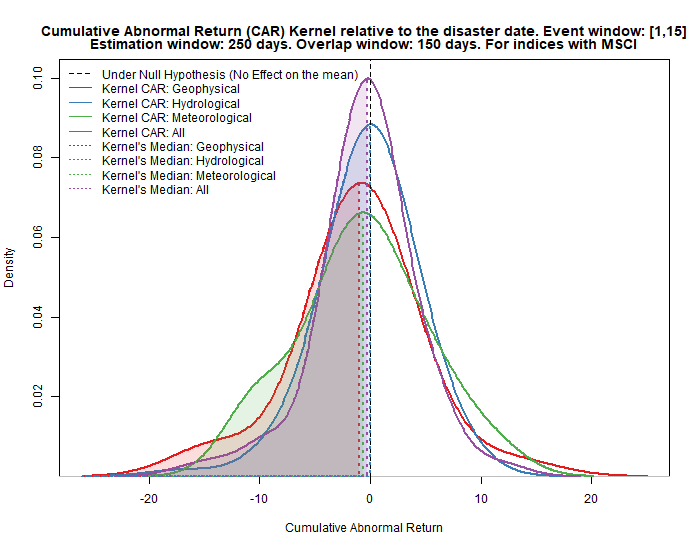 Cumulative Abnormal Return (CAR) Kernel relative to the disaster date. Event window: [1,15]
Estimation window: 250 days. Overlap window: 150 days. For indices with MSCI
Under Null Hypothesis (No Effect on the mean)
Kernel CAR: Geophysical
Kernel CAR: Hydrological
Kernel CAR: Meteorological
Kernel CAR: All
Kernel's Median: Geophysical
Kernel's Median: Hydrological
Kernel's Median: Meteorological
Kernel's Median: All
Density
0.10
0.08
0.06
0.04
0.02
-20 -10 0 10 20
Cumulative Abnormal Return